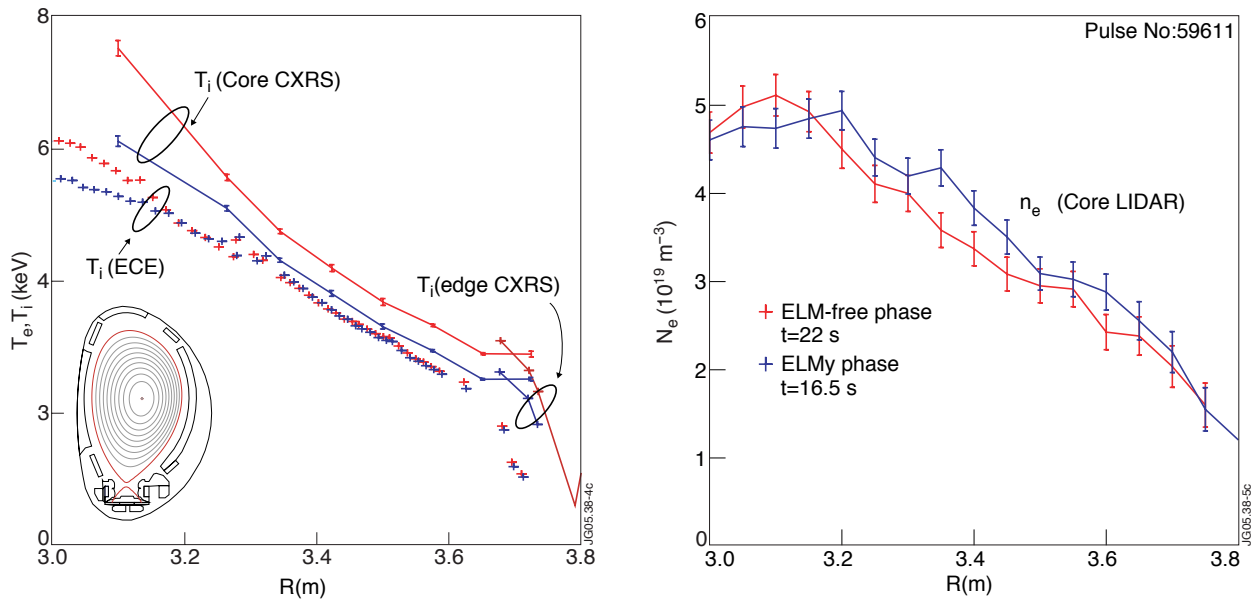 8
6
4
3
0
T_e, T_i (keV)
T_i (Core CXRS)
T_i (ECE)
T_i(edge CXRS)
3.0
3.2
3.4
3.6
3.8
R(m)
JG05.38-4c
Pulse No:59611
6
5
4
3
2
1
0
N_e (10^19 m^−3)
n_e (Core LIDAR)
ELM-free phase
t=22 s
ELMy phase
t=16.5 s
3.0
3.2
3.4
3.6
3.8
R(m)
JG05.38-5c